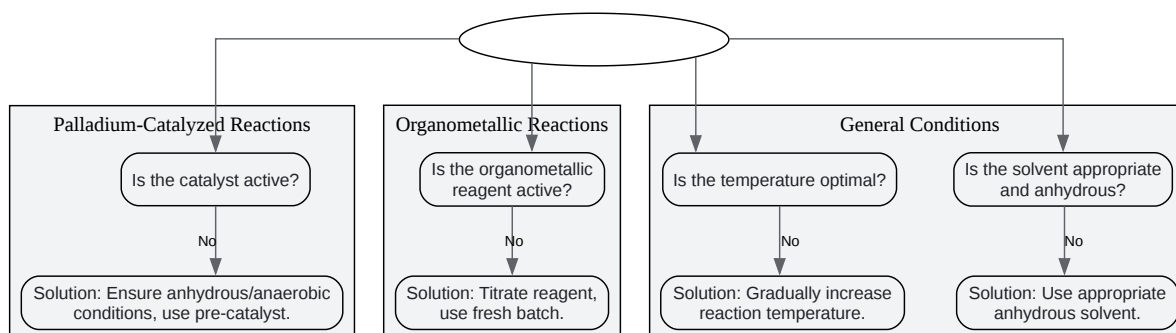 Palladium-Catalyzed Reactions
Is the catalyst active?
No
Solution: Ensure anhydrous/anaerobic
conditions, use pre-catalyst.
Organometallic Reactions
Is the organometallic
reagent active?
No
Solution: Titrate reagent,
use fresh batch.
General Conditions
Is the temperature optimal?
No
Solution: Gradually increase
reaction temperature.
Is the solvent appropriate
and anhydrous?
No
Solution: Use appropriate
anhydrous solvent.